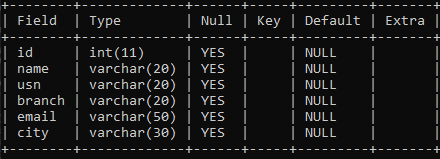 +--------+-------------+------+-----+---------+-------+
| Field  | Type        | Null | Key | Default | Extra |
+--------+-------------+------+-----+---------+-------+
| id     | int(11)     | YES  |     | NULL    |       |
| name   | varchar(20) | YES  |     | NULL    |       |
| usn    | varchar(20) | YES  |     | NULL    |       |
| branch | varchar(20) | YES  |     | NULL    |       |
| email  | varchar(50) | YES  |     | NULL    |       |
| city   | varchar(30) | YES  |     | NULL    |       |
+--------+-------------+------+-----+---------+-------+